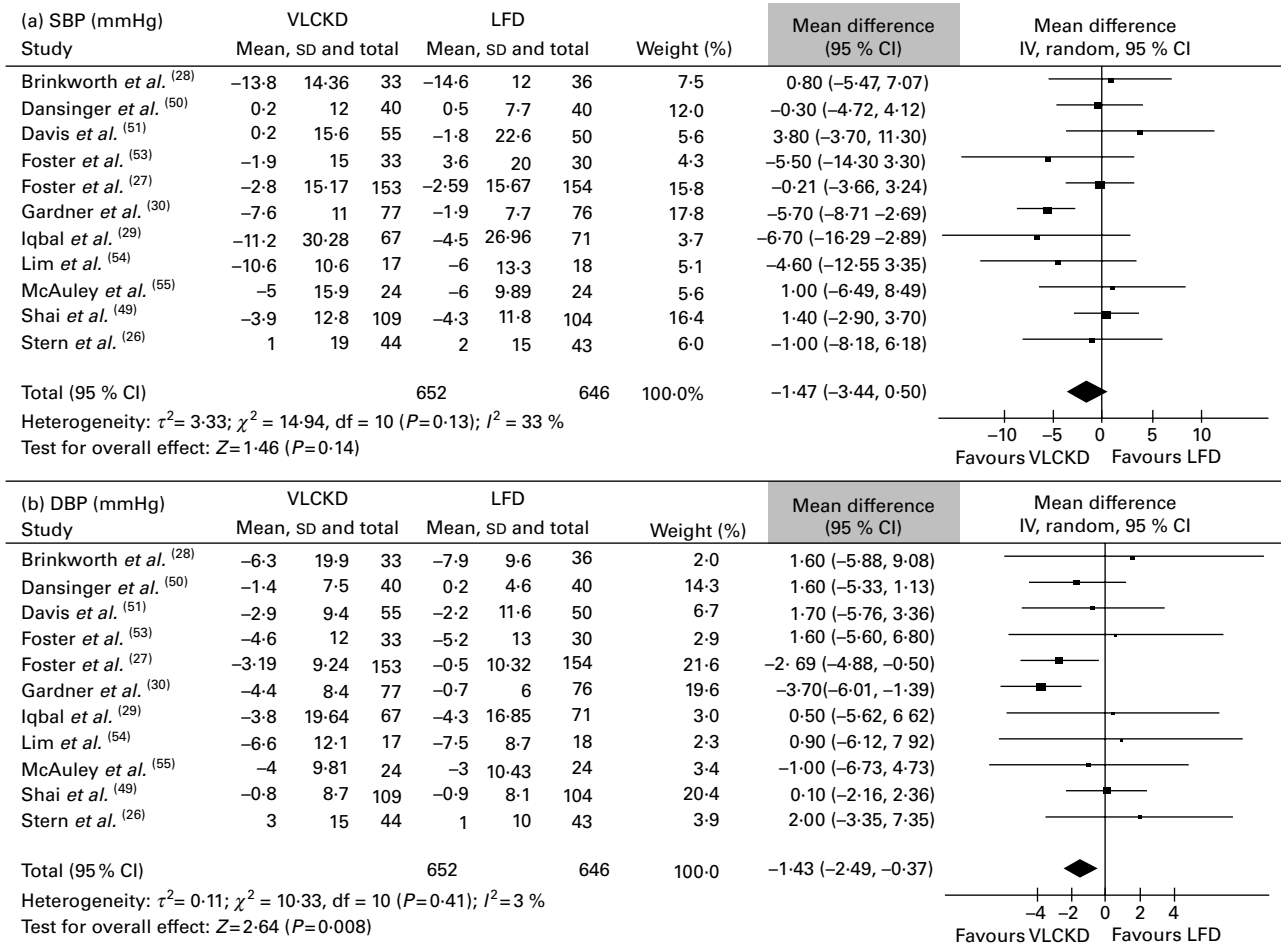 (a) SBP (mmHg) VLCKD LFD Mean difference Mean difference
Study Mean, SD and total Mean, SD and total Weight (%) (95 % CI) IV, random, 95 % CI
Brinkworth et al. (28) −13·8 14·36 33 −14·6 12 36 7·5 0·80 (−5·47, 7·07)
Dansinger et al. (50) 0·2 12 40 0·5 7·7 40 12·0 −0·30 (−4·72, 4·12)
Davis et al. (51) 0·2 15·6 55 −1·8 22·6 50 5·6 3·80 (−3·70, 11·30)
Foster et al. (53) −1·9 15 33 3·6 20 30 4·3 −5·50 (−14·30 3·30)
Foster et al. (27) −2·8 15·17 153 −2·59 15·67 154 15·8 −0·21 (−3·66, 3·24)
Gardner et al. (30) −7·6 11 77 −1·9 7·7 76 17·8 −5·70 (−8·71 −2·69)
Iqbal et al. (29) −11·2 30·28 67 −4·5 26·96 71 3·7 −6·70 (−16·29 −2·89)
Lim et al. (54) −10·6 10·6 17 −6 13·3 18 5·1 −4·60 (−12·55 3·35)
McAuley et al. (55) −5 15·9 24 −6 9·89 24 5·6 1·00 (−6·49, 8·49)
Shai et al. (49) −3·9 12·8 109 −4·3 11·8 104 16·4 1·40 (−2·90, 3·70)
Stern et al. (26) 1 19 44 2 15 43 6·0 −1·00 (−8·18, 6·18)
Total (95 % CI) 652 646 100·0% −1·47 (−3·44, 0·50)
Heterogeneity: τ² = 3·33; χ² = 14·94, df = 10 (P=0·13); I² = 33 %
Test for overall effect: Z=1·46 (P=0·14)
−10 −5 0 5 10
Favours VLCKD Favours LFD
(b) DBP (mmHg) VLCKD LFD Mean difference Mean difference
Study Mean, SD and total Mean, SD and total Weight (%) (95 % CI) IV, random, 95 % CI
Brinkworth et al. (28) −6·3 19·9 33 −7·9 9·6 36 2·0 1·60 (−5·88, 9·08)
Dansinger et al. (50) −1·4 7·5 40 0·2 4·6 40 14·3 1·60 (−5·33, 1·13)
Davis et al. (51) −2·9 9·4 55 −2·2 11·6 50 6·7 1·70 (−5·76, 3·36)
Foster et al. (53) −4·6 12 33 −5·2 13 30 2·9 1·60 (−5·60, 6·80)
Foster et al. (27) −3·19 9·24 153 −0·5 10·32 154 21·6 −2· 69 (−4·88, −0·50)
Gardner et al. (30) −4·4 8·4 77 −0·7 6 76 19·6 −3·70(−6·01, −1·39)
Iqbal et al. (29) −3·8 19·64 67 −4·3 16·85 71 3·0 0·50 (−5·62, 6 62)
Lim et al. (54) −6·6 12·1 17 −7·5 8·7 18 2·3 0·90 (−6·12, 7 92)
McAuley et al. (55) −4 9·81 24 −3 10·43 24 3·4 −1·00 (−6·73, 4·73)
Shai et al. (49) −0·8 8·7 109 −0·9 8·1 104 20·4 0·10 (−2·16, 2·36)
Stern et al. (26) 3 15 44 1 10 43 3·9 2·00 (−3·35, 7·35)
Total (95 % CI) 652 646 100·0 −1·43 (−2·49, −0·37)
Heterogeneity: τ² = 0·11; χ² = 10·33, df = 10 (P=0·41); I²=3 %
Test for overall effect: Z=2·64 (P=0·008)
−4 −2 0 2 4
Favours VLCKD Favours LFD